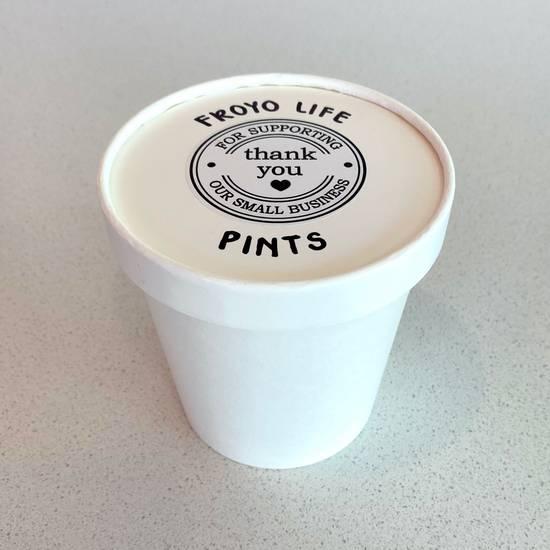 FROYO LIFE
FOR SUPPORTING
thank
you
OUR SMALL BUSINESS
PINTS